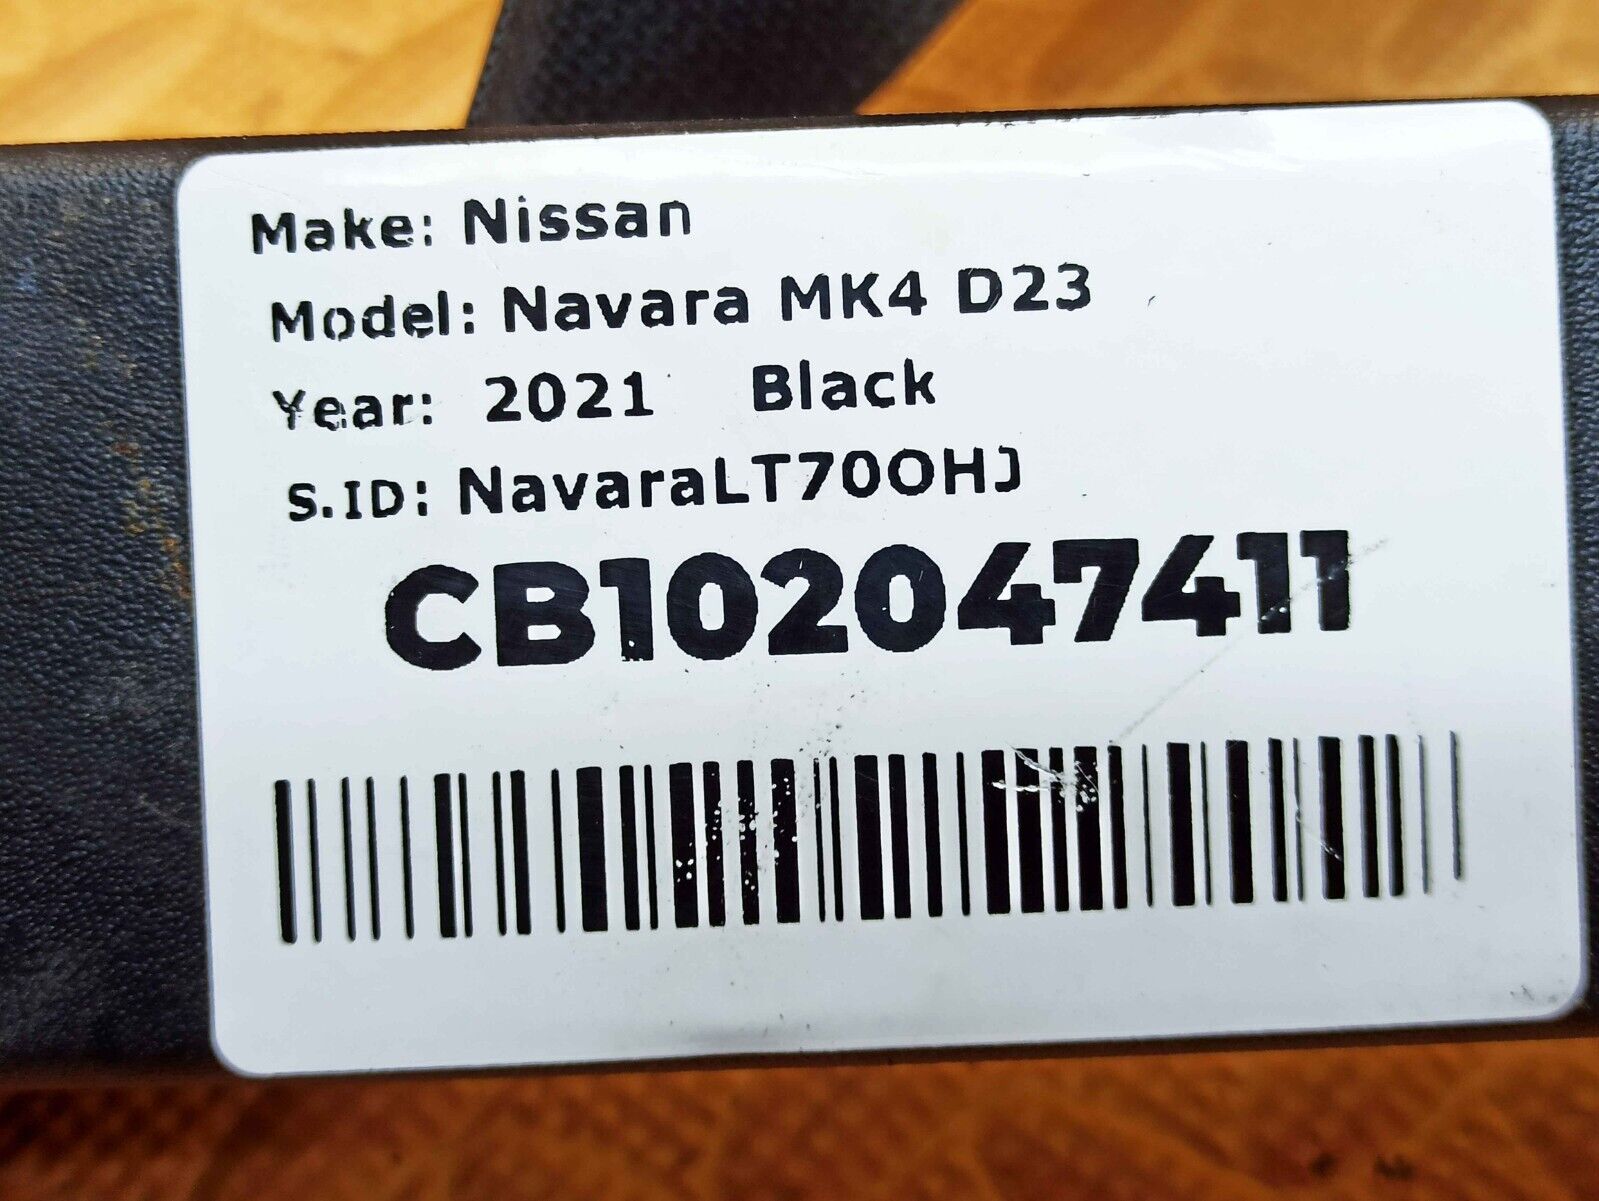 Make: Nissan
Model: Navara MK4 D23
Year: 2021 Black
S.ID: NavaraLT70OHJ
CB102047411